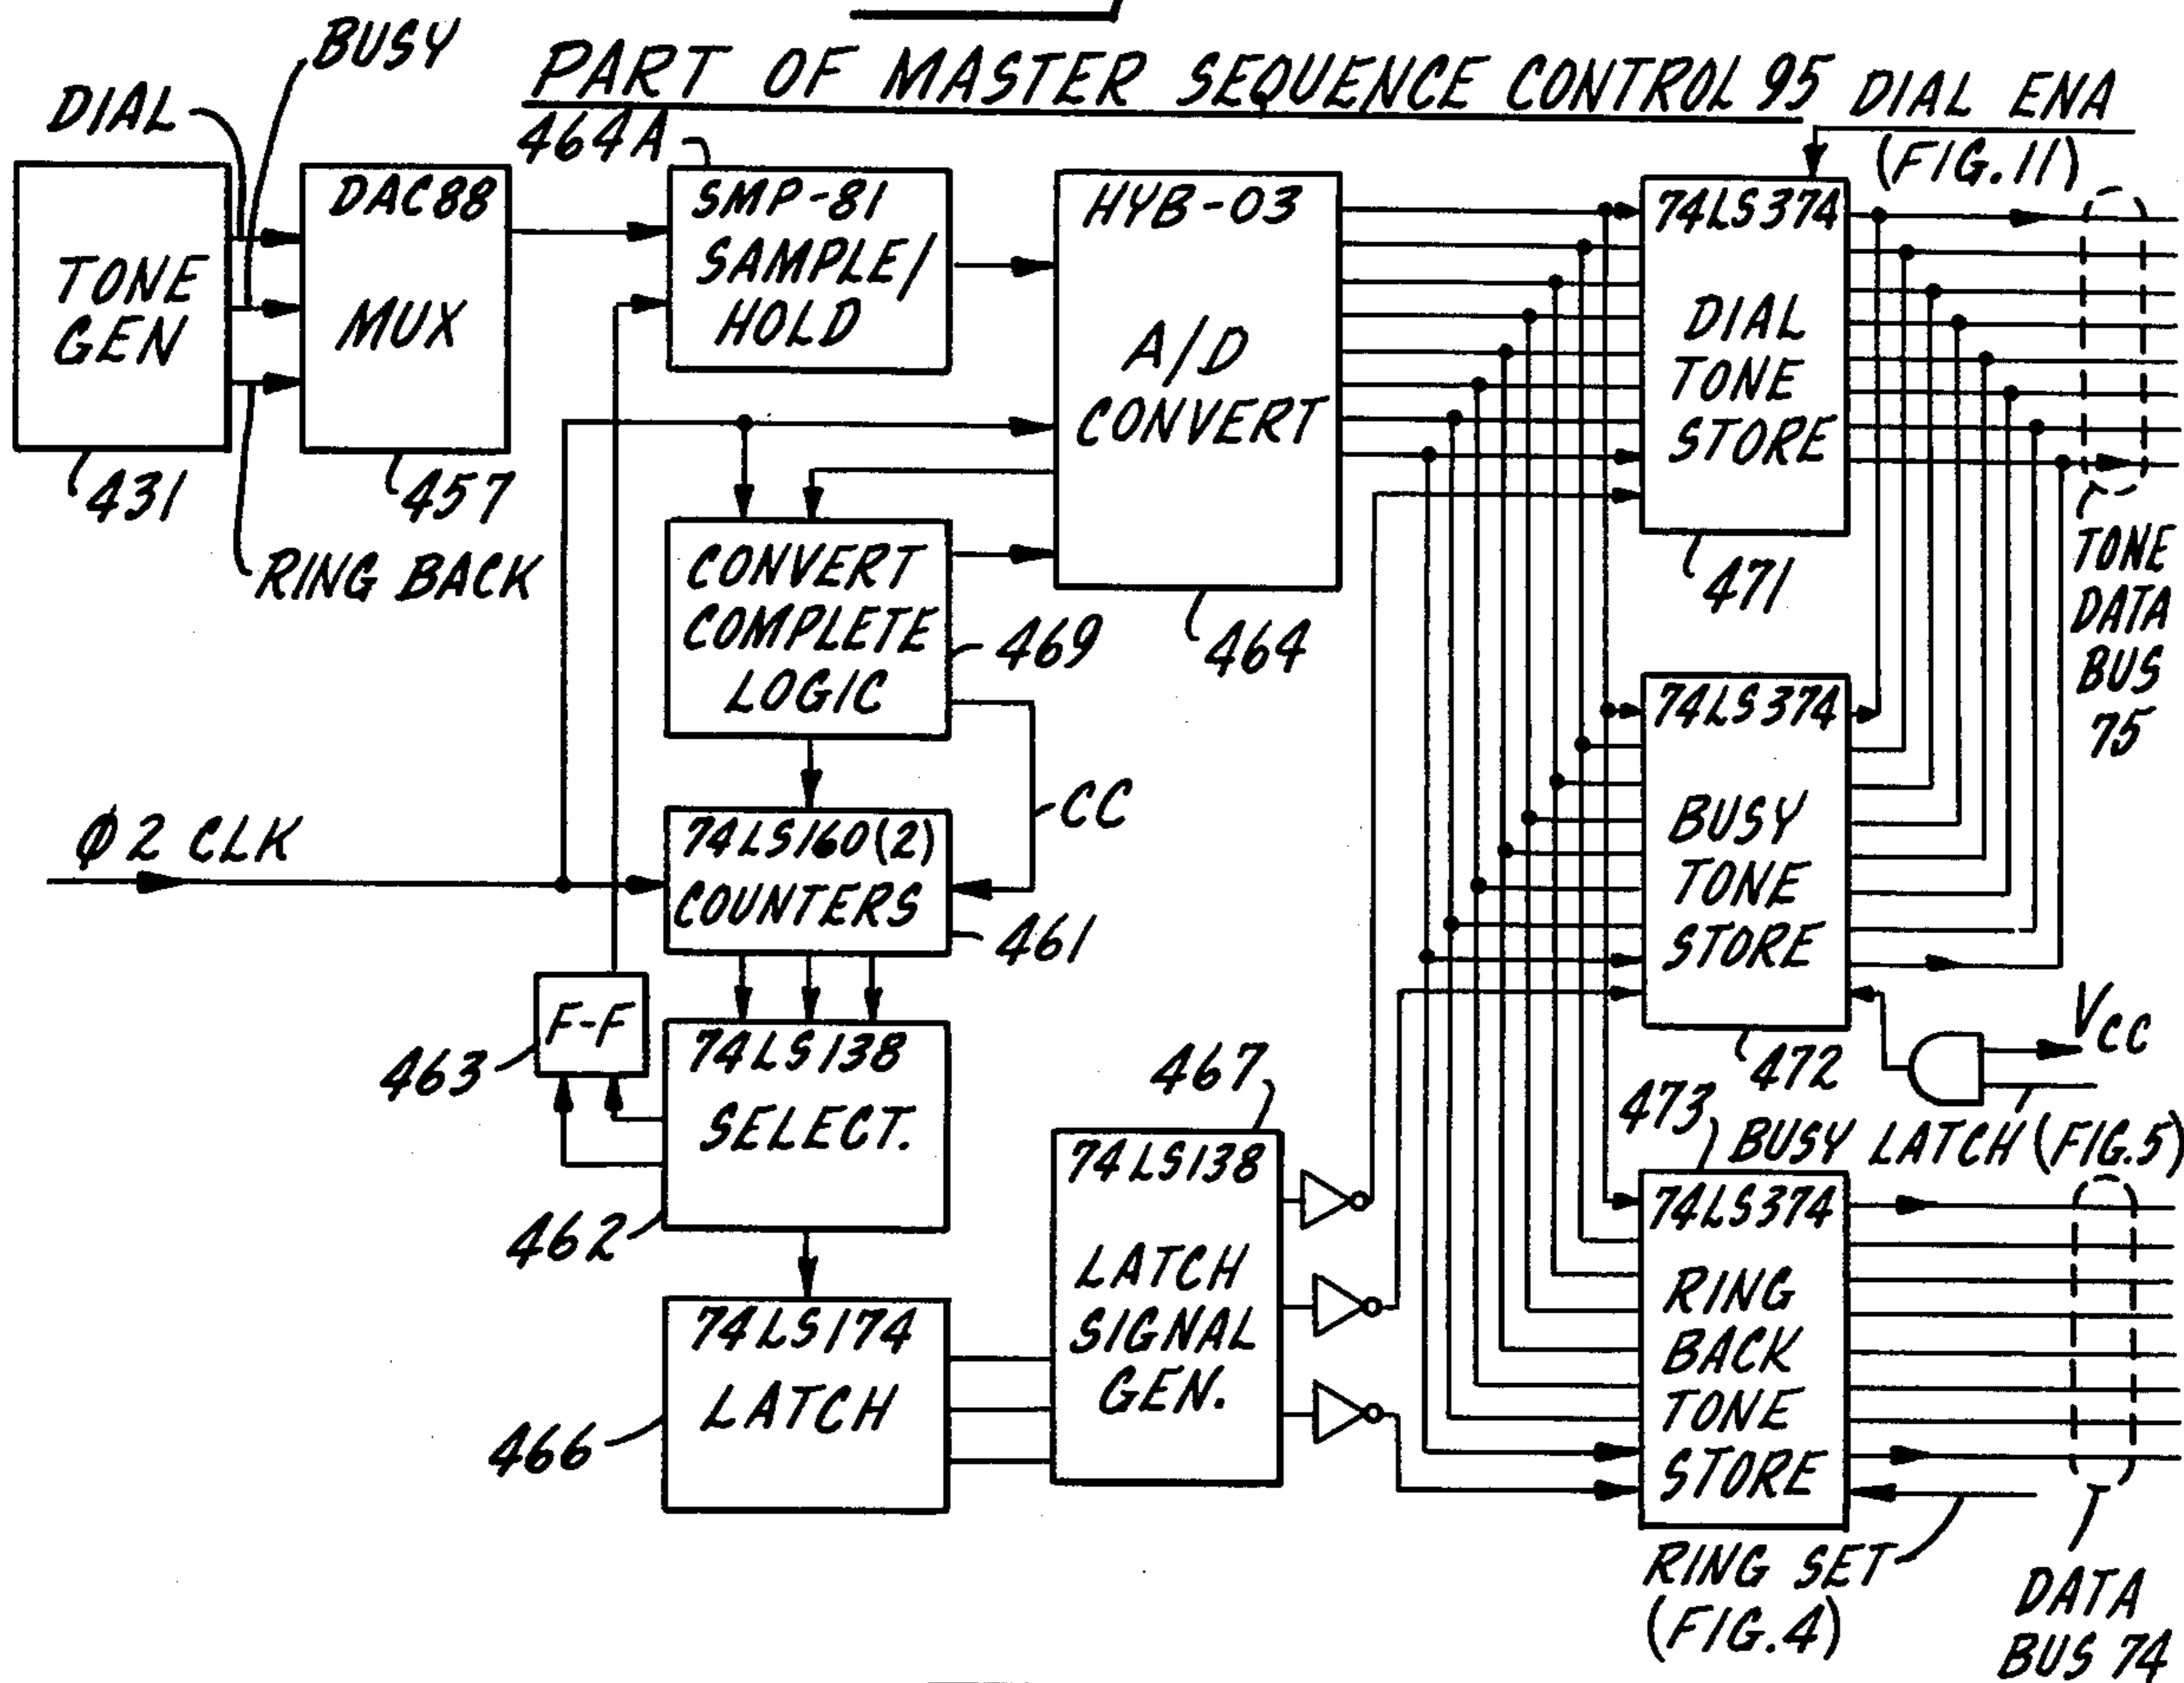 PART OF MASTER SEQUENCE CONTROL 95
DIAL
BUSY
RING BACK
TONE
GEN
431
DAC88
MUX
457
464A
SMP-81
SAMPLE/
HOLD
HYB-03
A/D
CONVERT
464
DIAL ENA
(FIG.11)
74LS374
DIAL
TONE
STORE
471
TONE
DATA
BUS
75
CONVERT
COMPLETE
LOGIC
469
CC
φ2 CLK
74LS160(2)
COUNTERS
461
F-F
463
74LS138
SELECT.
462
74LS174
LATCH
466
467
74LS138
LATCH
SIGNAL
GEN.
74LS374
BUSY
TONE
STORE
472
VCC
BUSY LATCH (FIG.5)
473
74LS374
RING
BACK
TONE
STORE
RING SET
(FIG.4)
DATA
BUS 74